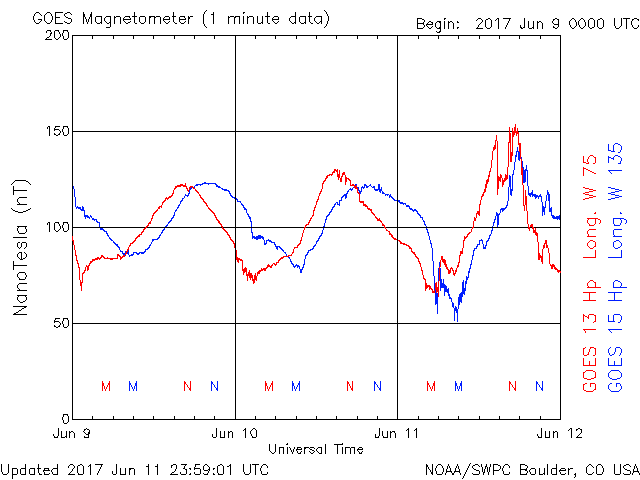 GOES Magnetometer (1 minute data)
Begin: 2017 Jun 9 0000 UTC
200
150
100
50
0
NanoTesla (nT)
M M N N M M N N M M N N
Jun 9 Jun 10 Jun 11 Jun 12
Universal Time
GOES 13 Hp Long. W 75
GOES 15 Hp Long. W 135
Updated 2017 Jun 11 23:59:01 UTC
NOAA/SWPC Boulder, CO USA